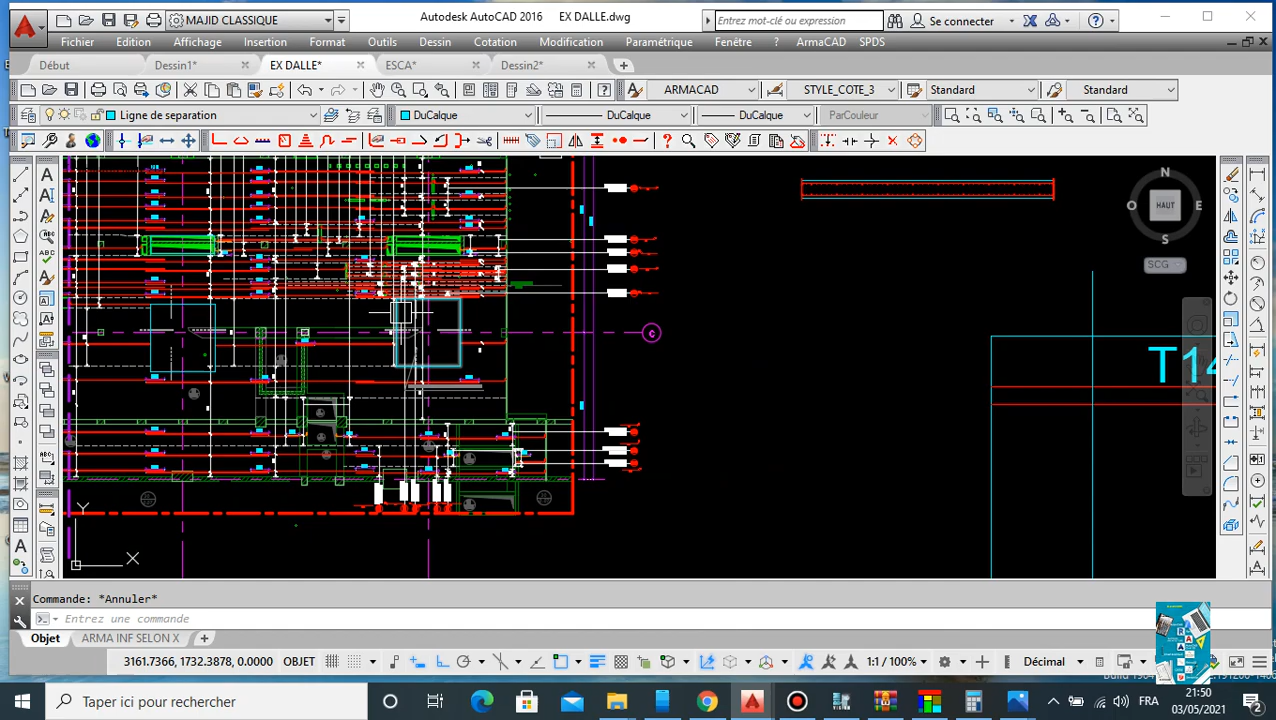 MAJID CLASSIQUE
Autodesk AutoCAD 2016 EX DALLE.dwg
Entrez mot-clé ou expression
Se connecter
Fichier Edition Affichage Insertion Format Outils Dessin Cotation Modification Paramétrique Fenêtre ? ArmaCAD SPDS
Début Dessin1* EX DALLE* ESCA* Dessin2*
ARMACAD STYLE_COTE_3 Standard Standard
Ligne de separation DuCalque DuCalque DuCalque ParCouleur
N
O HAUT E
S
SCG
C
T14
Y
X
Commande: *Annuler*
Entrez une commande
Objet ARMA INF SELON X
3161.7366, 1732.3878, 0.0000 OBJET 1:1 / 100% Décimal
Taper ici pour rechercher
FRA
21:50
03/05/2021
2